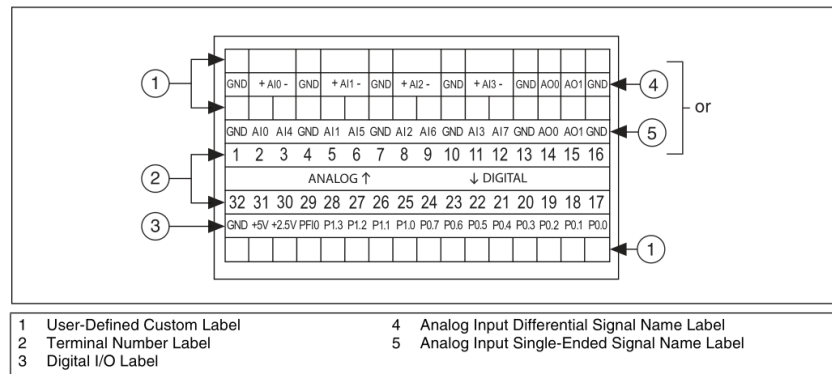 GND + AI0 - GND + AI1 - + AI2 - GND + AI3 - GND AO0 AO1 GND
1 4
or
GND AI0 AI4 GND AI1 AI5 GND AI2 AI6 GND AI3 AI7 GND AO0 AO1 GND
5
1 2 3 4 5 6 7 8 9 10 11 12 13 14 15 16
2
ANALOG ↑ ↓ DIGITAL
32 31 30 29 28 27 26 25 24 23 22 21 20 19 18 17
3
GND +5V +2.5V PFI0 P1.3 P1.2 P1.1 P1.0 P0.7 P0.6 P0.5 P0.4 P0.3 P0.2 P0.1 P0.0
1
1 User-Defined Custom Label
2 Terminal Number Label
3 Digital I/O Label
4 Analog Input Differential Signal Name Label
5 Analog Input Single-Ended Signal Name Label